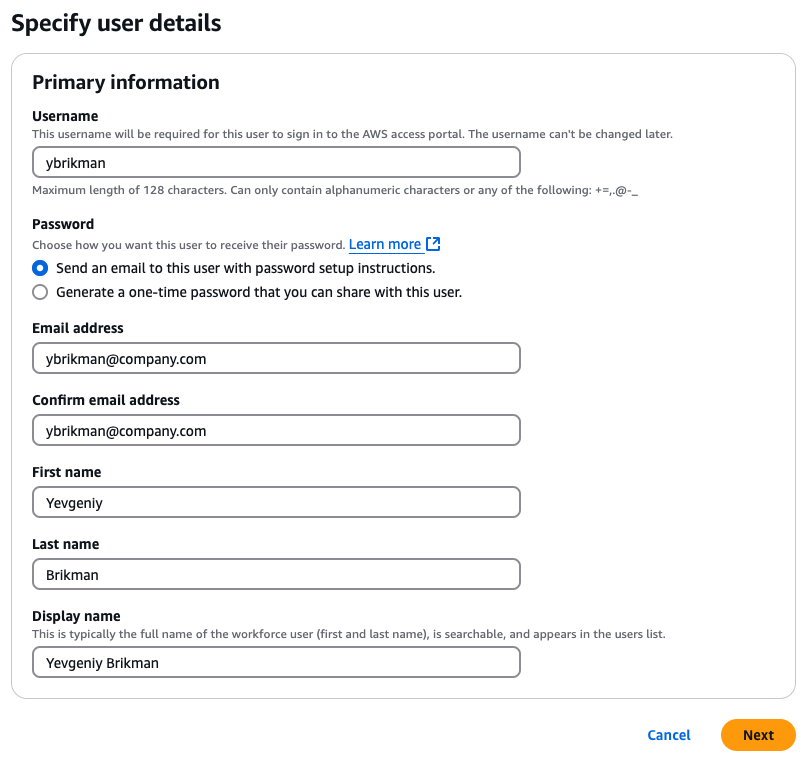 Specify user details
Primary information
Username
This username will be required for this user to sign in to the AWS access portal. The username can't be changed later.
ybrikman
Maximum length of 128 characters. Can only contain alphanumeric characters or any of the following: +=,.@-_
Password
Choose how you want this user to receive their password. Learn more
Send an email to this user with password setup instructions.
Generate a one-time password that you can share with this user.
Email address
ybrikman@company.com
Confirm email address
ybrikman@company.com
First name
Yevgeniy
Last name
Brikman
Display name
This is typically the full name of the workforce user (first and last name), is searchable, and appears in the users list.
Yevgeniy Brikman
Cancel Next